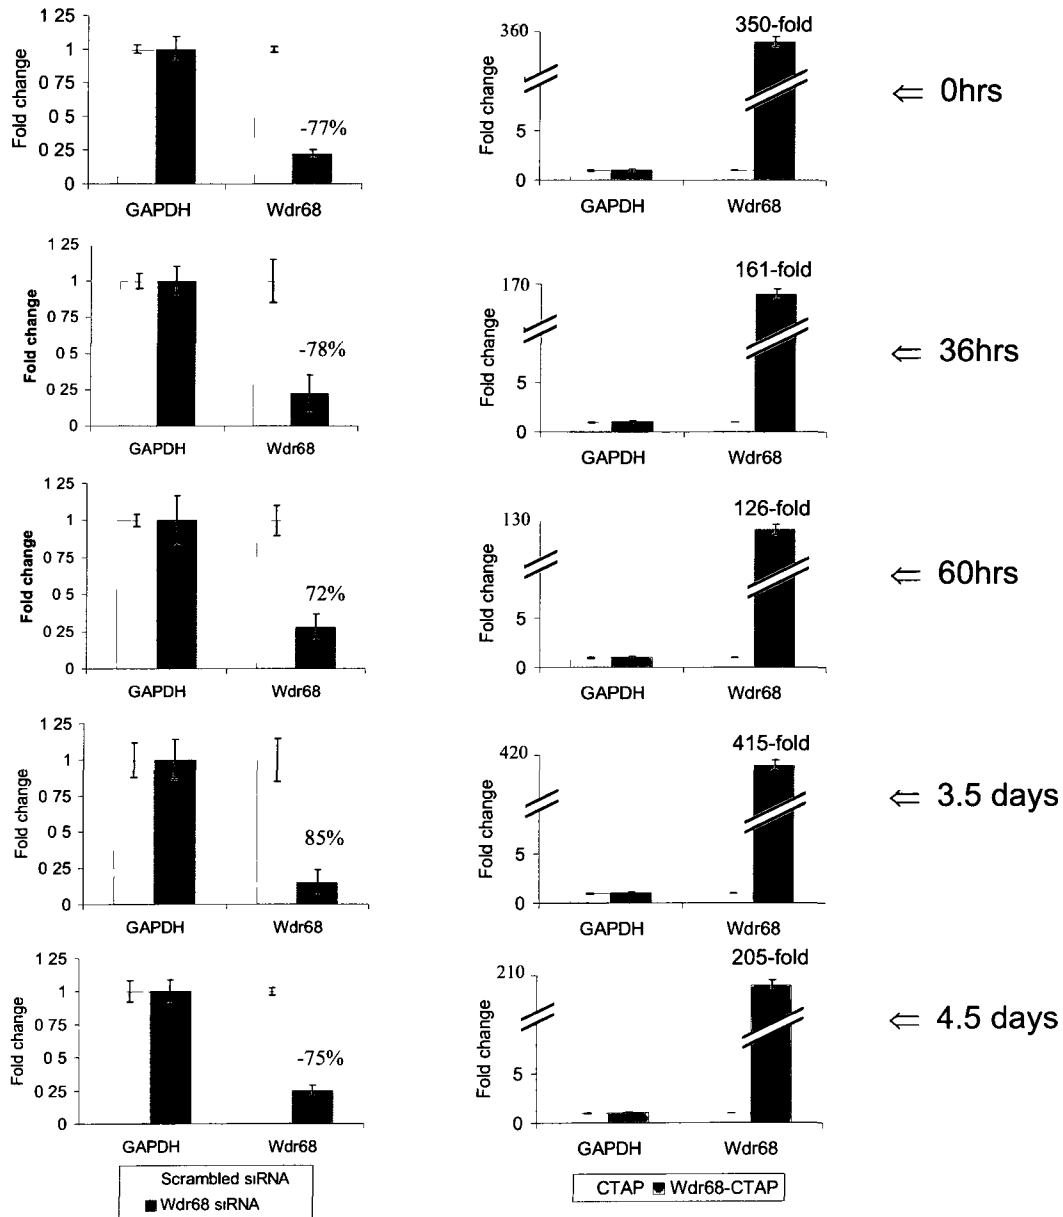 350-fold
1 25
1
0.75
0 5
0 25
0
Fold change
-77%
GAPDH
Wdr68
360
5
0
Fold change
GAPDH
Wdr68
⇐ 0hrs
1 25
1
0.75
0 5
0.25
0
Fold change
-78%
GAPDH
Wdr68
161-fold
170
5
0
Fold change
GAPDH
Wdr68
⇐ 36hrs
1 25
1
0.75
0 5
0 25
0
Fold change
72%
GAPDH
Wdr68
126-fold
130
5
0
Fold change
GAPDH
Wdr68
⇐ 60hrs
1 25
1
0 75
0 5
0 25
0
Fold change
85%
GAPDH
Wdr68
415-fold
420
5
0
Fold change
GAPDH
Wdr68
⇐ 3.5 days
1 25
1
0.75
0 5
0 25
0
Fold change
-75%
GAPDH
Wdr68
205-fold
210
5
0
Fold change
GAPDH
Wdr68
⇐ 4.5 days
Scrambled siRNA
■ Wdr68 siRNA
CTAP ■ Wdr68-CTAP